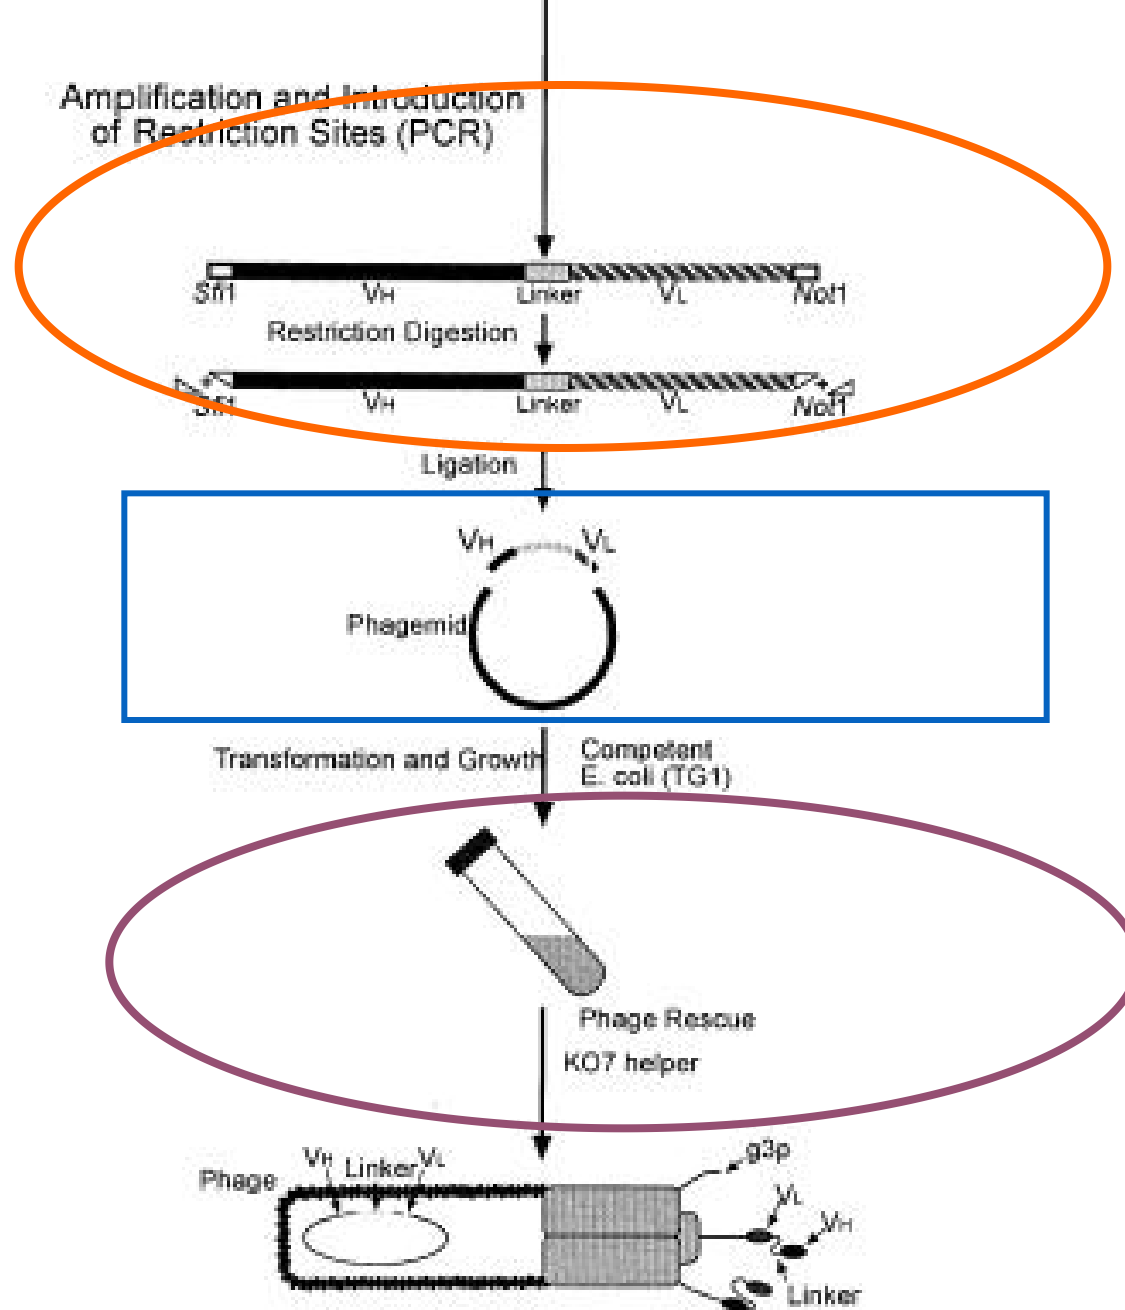 Amplification and Introduction
of Restriction Sites (PCR)
Sfi1 VH Linker VL Not1
Restriction Digestion
Sfi1 VH Linker VL Not1
Ligation
VH VL
Phagemid
Transformation and Growth
Competent
E. coli (TG1)
Phage Rescue
KO7 helper
g3p
VH Linker VL
Phage
VL
VH
Linker